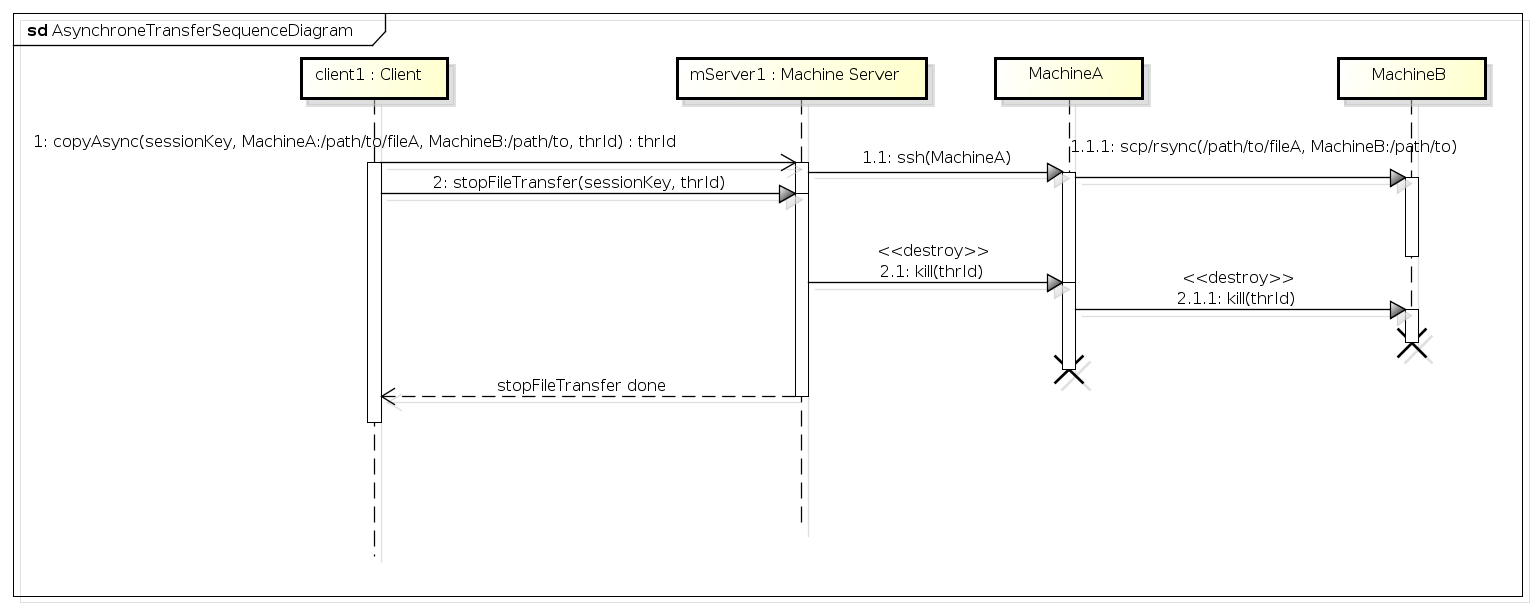 sd AsynchroneTransferSequenceDiagram
client1 : Client
mServer1 : Machine Server
MachineA
MachineB
1: copyAsync(sessionKey, MachineA:/path/to/fileA, MachineB:/path/to, thrId) : thrId
1.1: ssh(MachineA)
1.1.1: scp/rsync(/path/to/fileA, MachineB:/path/to)
2: stopFileTransfer(sessionKey, thrId)
<<destroy>>
2.1: kill(thrId)
<<destroy>>
2.1.1: kill(thrId)
stopFileTransfer done